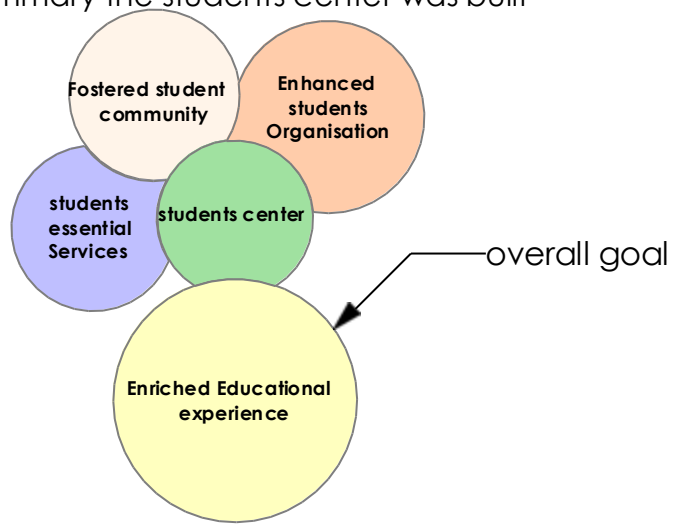 the students center was built
Fostered student
community
Enhanced
students
Organisation
students
essential
Services
students center
overall goal
Enriched Educational
experience